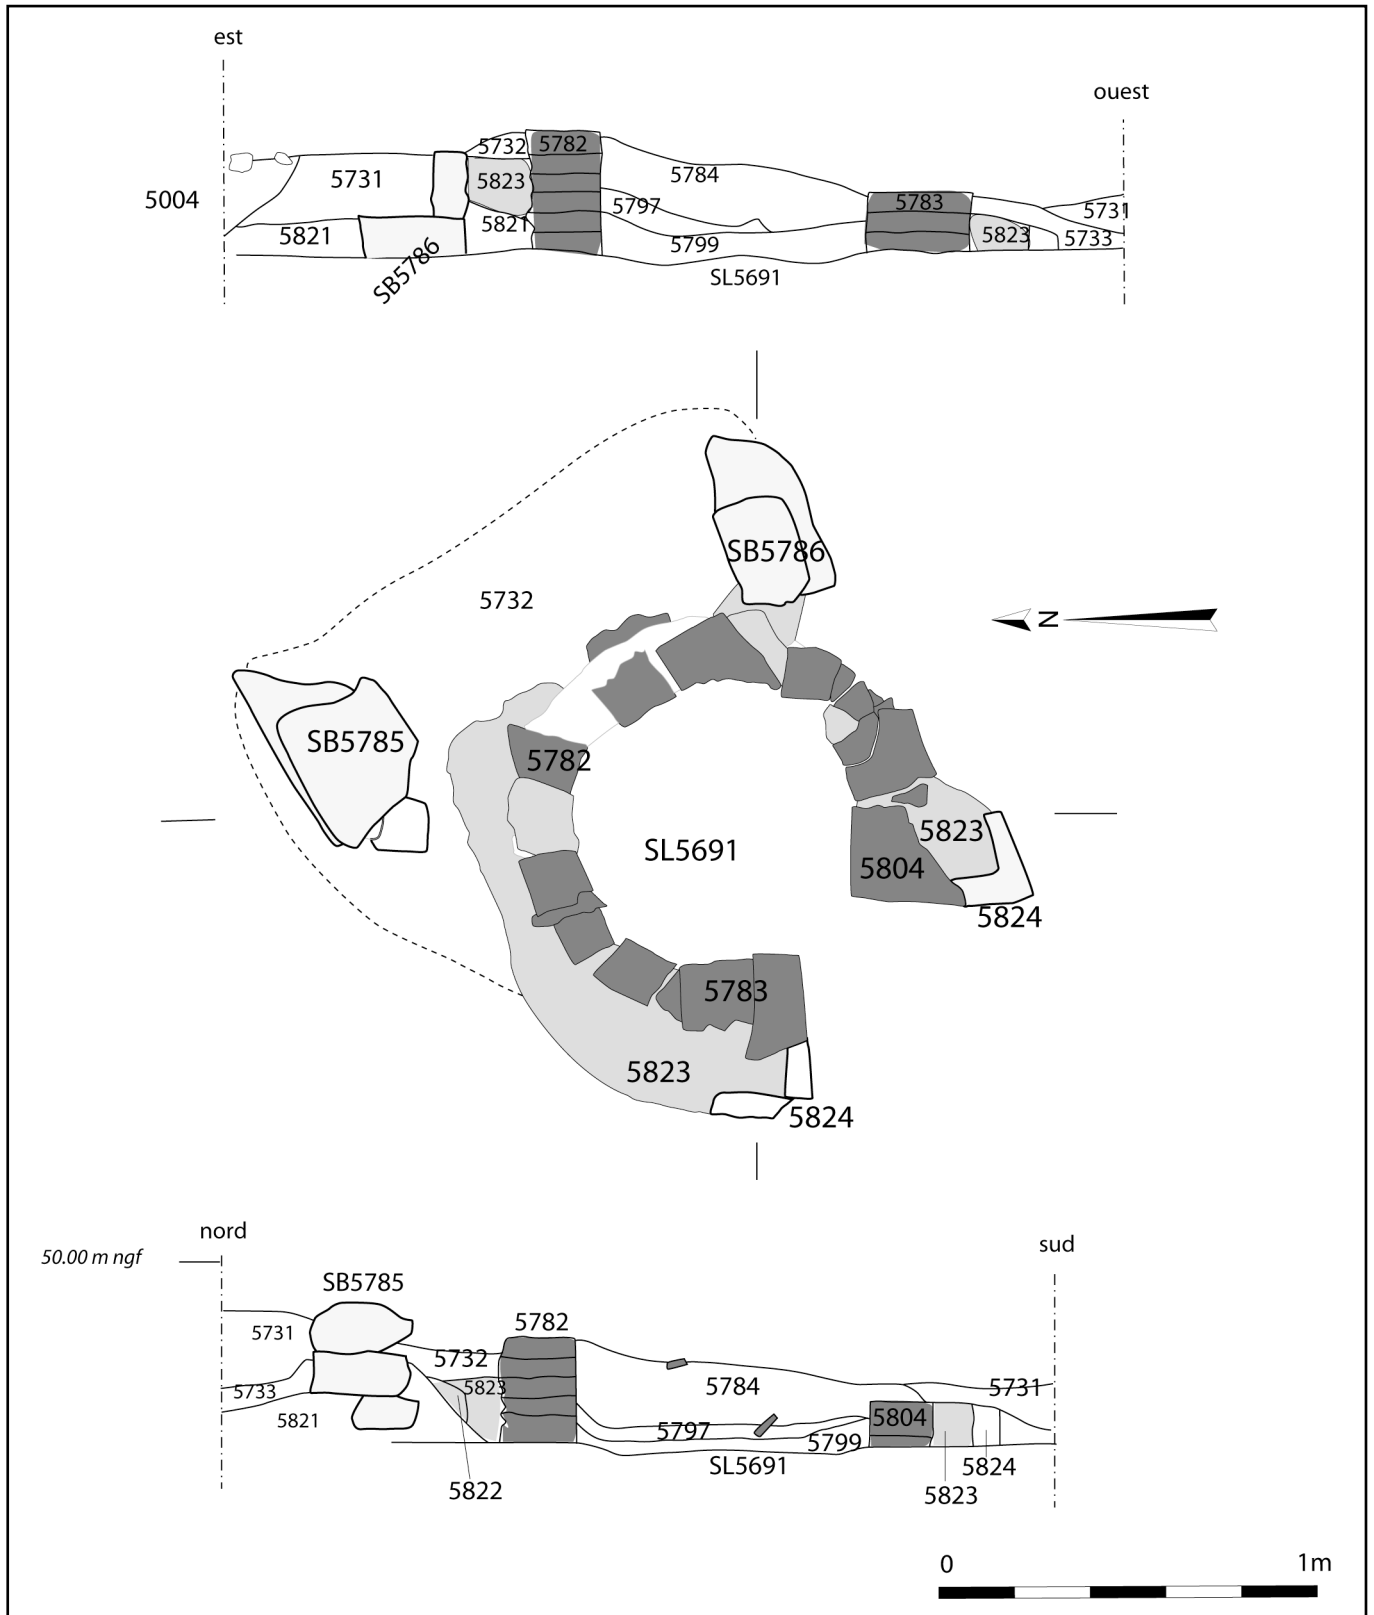 est
ouest
5732 5782
5731 5823 5784
5004 5797 5783 5731
5821 5821 5799 5823 5733
SB5786
SL5691
SB5786
5732
N
SB5785
5782
SL5691
5823
5804
5824
5783
5823
5824
nord
sud
50.00 m ngf
SB5785
5782
5731
5732
5733 5823 5784 5731
5821 5797 5804
5799
SL5691 5824
5822 5823
0 1m